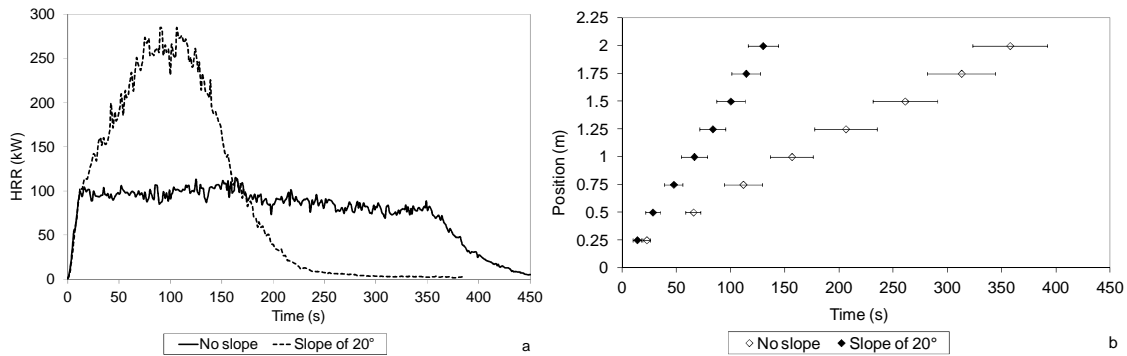 300
250
200
150
100
50
0
HRR (kW)
0 50 100 150 200 250 300 350 400 450
Time (s)
No slope Slope of 20°
a
2.25
2
1.75
1.5
1.25
1
0.75
0.5
0.25
0
Position (m)
0 50 100 150 200 250 300 350 400 450
Time (s)
No slope Slope of 20°
b